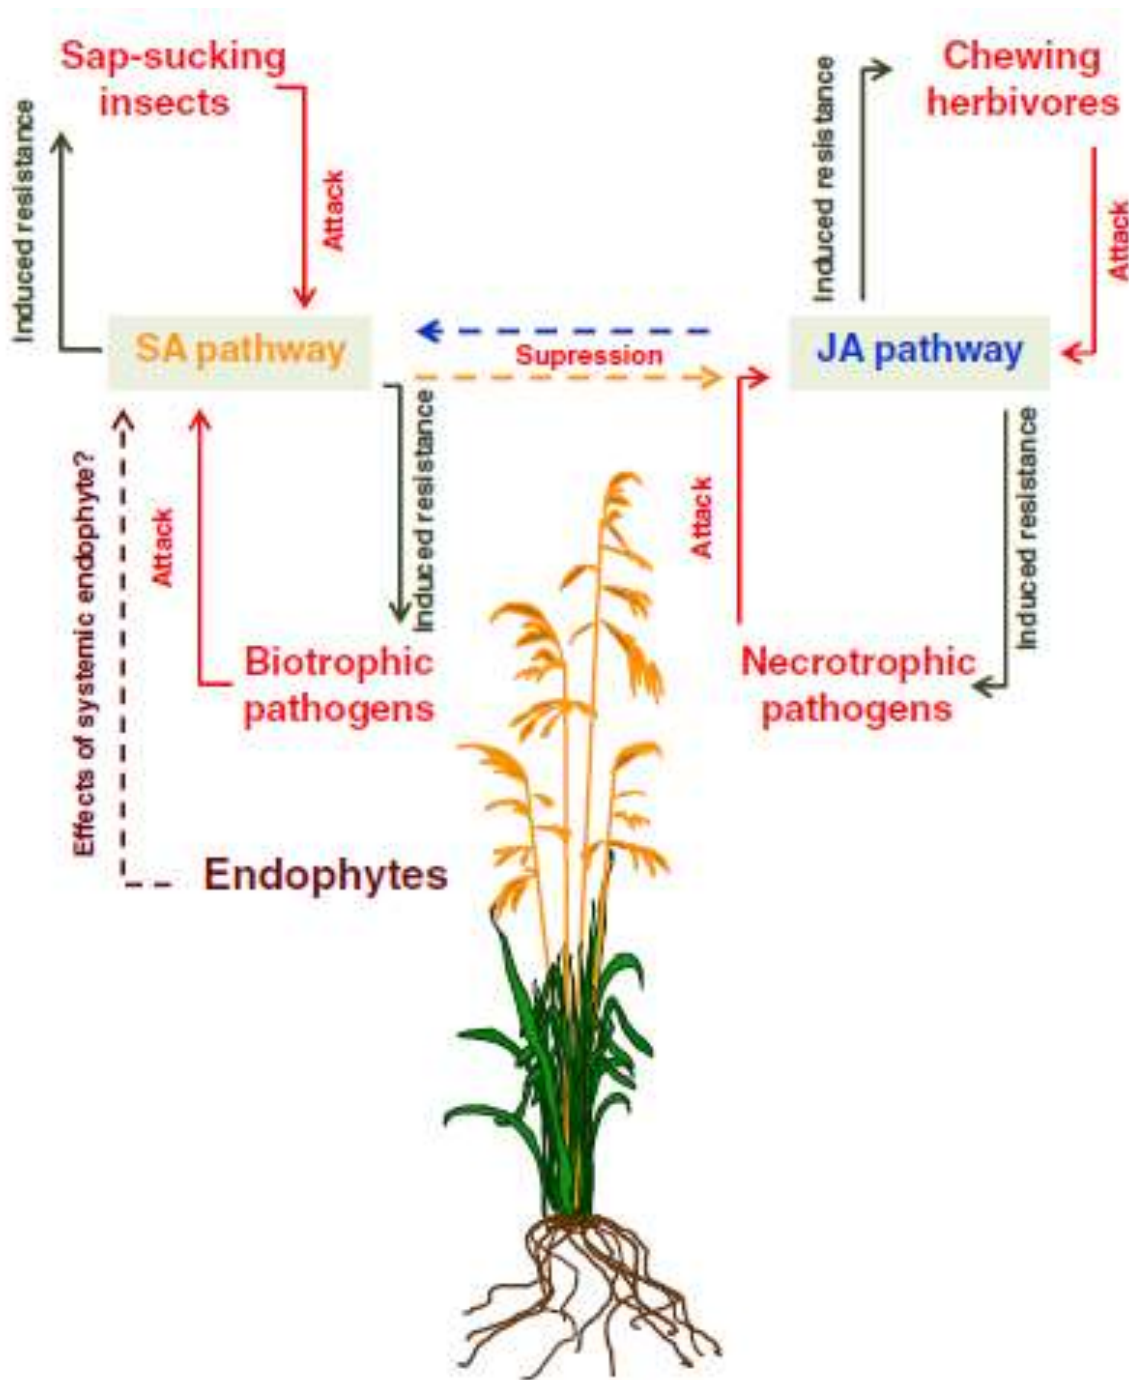 Sap-sucking
insects
Chewing
herbivores
Induced resistance
Attack
Induced resistance
Attack
SA pathway
Supression
JA pathway
Effects of systemic endophyte?
Attack
Induced resistance
Attack
Induced resistance
Biotrophic
pathogens
Necrotrophic
pathogens
Endophytes